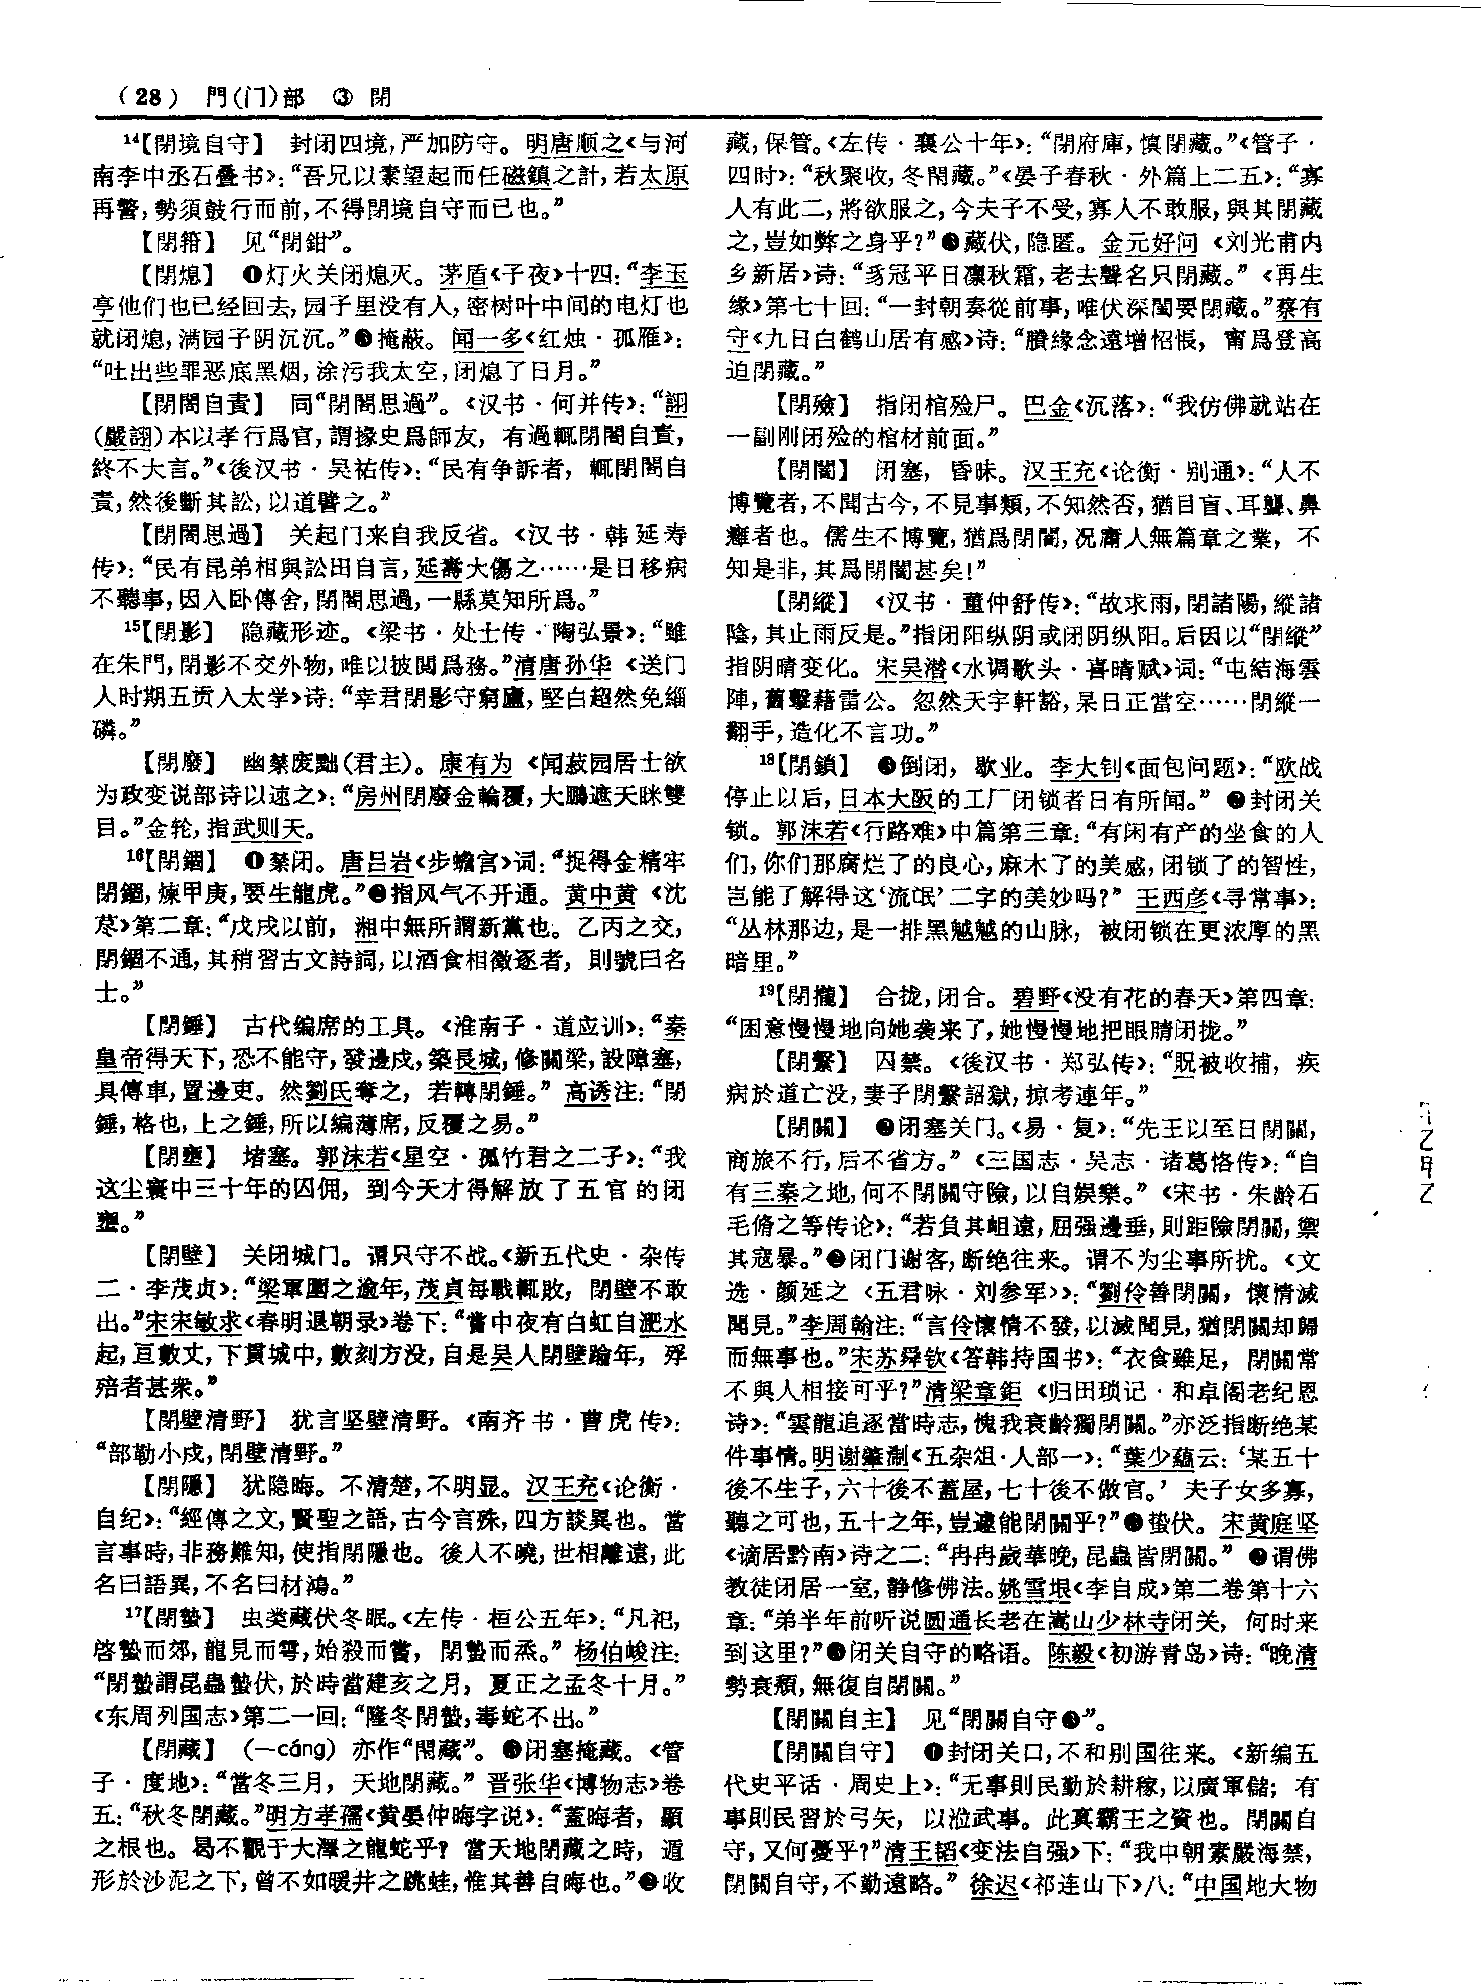 （28） 門(门)部 ③ 閉
14【閉境自守】 封闭四境，严加防守。明唐顺之《与河
南李中丞石叠书》：“吾兄以素望起而任磁鎮之計，若太原
再警，勢須鼓行而前，不得閉境自守而已也。”
【閉箝】 见“閉鉗”。
【閉熄】 ❶灯火关闭熄灭。茅盾《子夜》十四：“李玉
亭他们也已经回去，园子里没有人，密树叶中间的电灯也
就闭熄，满园子阴沉沉。”❷掩蔽。闻一多《红烛·孤雁》：
“吐出些罪恶底黑烟，涂污我太空，闭熄了日月。”
【閉閤自責】 同“閉閤思過”。《汉书·何并传》：“詡
(嚴詡)本以孝行爲官，謂掾史爲師友，有過輒閉閤自責，
終不大言。”《後汉书·吴祐传》：“民有争訴者，輒閉閤自
責，然後斷其訟，以道譬之。”
【閉閤思過】 关起门来自我反省。《汉书·韩延寿
传》：“民有昆弟相與訟田自言，延壽大傷之……是日移病
不聽事，因入卧傳舍，閉閤思過，一縣莫知所爲。”
15【閉影】 隐藏形迹。《梁书·处士传·陶弘景》：“雖
在朱門，閉影不交外物，唯以披閲爲務。”清唐孙华《送门
人时期五贡入太学》诗：“幸君閉影守窮廬，堅白超然免緇
磷。”
【閉廢】 幽禁废黜(君主)。康有为《闻菽园居士欲
为政变说部诗以速之》：“房州閉廢金輪覆，大鵬遮天眯雙
目。”金轮，指武则天。
16【閉錮】 ❶禁闭。唐吕岩《步蟾宫》词：“捉得金精牢
閉錮，煉甲庚，要生龍虎。”❷指风气不开通。黄中黄《沈
荩》第二章：“戊戌以前，湘中無所謂新黨也。乙丙之交，
閉錮不通，其稍習古文詩詞，以酒食相徵逐者，則號曰名
士。”
【閉錘】 古代编席的工具。《淮南子·道应训》：“秦
皇帝得天下，恐不能守，發邊戍，築長城，修關梁，設障塞，
具傳車，置邊吏。然劉氏奪之，若轉閉錘。”高诱注：“閉
錘，格也，上之錘，所以編薄席，反覆之易。”
【閉壅】 堵塞。郭沫若《星空·孤竹君之二子》：“我
这尘寰中三十年的囚佣，到今天才得解放了五官的闭
壅。”
【閉壁】 关闭城门。谓只守不战。《新五代史·杂传
二·李茂贞》：“梁軍圍之逾年，茂貞每戰輒敗，閉壁不敢
出。”宋宋敏求《春明退朝录》卷下：“嘗中夜有白虹自淝水
起，亘數丈，下貫城中，數刻方没，自是吴人閉壁踰年，殍
殕者甚衆。”
【閉壁清野】 犹言坚壁清野。《南齐书·曹虎传》：
“部勒小戍，閉壁清野。”
【閉隱】 犹隐晦。不清楚，不明显。汉王充《论衡·
自纪》：“經傳之文，賢聖之語，古今言殊，四方談異也。當
言事時，非務難知，使指閉隱也。後人不曉，世相離遠，此
名曰語異，不名曰材鴻。”
17【閉蟄】 虫类藏伏冬眠。《左传·桓公五年》：“凡祀，
啓蟄而郊，龍見而雩，始殺而嘗，閉蟄而烝。”杨伯峻注：
“閉蟄謂昆蟲蟄伏，於時當建亥之月，夏正之孟冬十月。”
《东周列国志》第二一回：“隆冬閉蟄，毒蛇不出。”
【閉藏】 (—cáng) 亦作“閇藏”。❶闭塞掩藏。《管
子·度地》：“當冬三月，天地閉藏。”晋张华《博物志》卷
五：“秋冬閉藏。”明方孝孺《黄晏仲晦字说》：“蓋晦者，顯
之根也。曷不觀于大澤之龍蛇乎？當天地閉藏之時，遁
形於沙泥之下，曾不如暖井之跳蛙，惟其善自晦也。”❷收
藏，保管。《左传·襄公十年》：“閉府庫，慎閉藏。”《管子·
四时》：“秋聚收，冬閇藏。”《晏子春秋·外篇上二五》：“寡
人有此二，將欲服之，今夫子不受，寡人不敢服，與其閉藏
之，豈如弊之身乎？”❸藏伏，隐匿。金元好问《刘光甫内
乡新居》诗：“豸冠平日凛秋霜，老去聲名只閉藏。”《再生
缘》第七十回：“一封朝奏從前事，唯伏深閨要閉藏。”蔡有
守《九日白鹤山居有感》诗：“賸緣念遠增怊悵，甯爲登高
迫閉藏。”
【閉殮】 指闭棺殓尸。巴金《沉落》：“我仿佛就站在
一副刚闭殓的棺材前面。”
【閉闇】 闭塞，昏昧。汉王充《论衡·别通》：“人不
博覽者，不聞古今，不見事類，不知然否，猶目盲、耳聾、鼻
癰者也。儒生不博覽，猶爲閉闇，况庸人無篇章之業，不
知是非，其爲閉闇甚矣！”
【閉縱】 《汉书·董仲舒传》：“故求雨，閉諸陽，縱諸
陰，其止雨反是。”指闭阳纵阴或闭阴纵阳。后因以“閉縱”
指阴晴变化。宋吴潜《水调歌头·喜晴赋》词：“屯結海雲
陣，奮擊藉雷公。忽然天宇軒豁，杲日正當空……閉縱一
翻手，造化不言功。”
18【閉鎖】 ❶倒闭，歇业。李大钊《面包问题》：“欧战
停止以后，日本大阪的工厂闭锁者日有所闻。”❷封闭关
锁。郭沫若《行路难》中篇第三章：“有闲有产的坐食的人
们，你们那腐烂了的良心，麻木了的美感，闭锁了的智性，
岂能了解得这‘流氓’二字的美妙吗？”王西彦《寻常事》：
“丛林那边，是一排黑魆魆的山脉，被闭锁在更浓厚的黑
暗里。”
19【閉攏】 合拢，闭合。碧野《没有花的春天》第四章：
“困意慢慢地向她袭来了，她慢慢地把眼睛闭拢。”
【閉繫】 囚禁。《後汉书·郑弘传》：“貺被收捕，疾
病於道亡没，妻子閉繫詔獄，掠考連年。”
【閉關】 ❶闭塞关门。《易·复》：“先王以至日閉關，
商旅不行，后不省方。”《三国志·吴志·诸葛恪传》：“自
有三秦之地，何不閉關守險，以自娱樂。”《宋书·朱龄石
毛脩之等传论》：“若負其岨遠，屈强邊垂，則距險閉關，禦
其寇暴。”❷闭门谢客，断绝往来。谓不为尘事所扰。《文
选·颜延之〈五君咏·刘参军〉》：“劉伶善閉關，懷情滅
聞見。”李周翰注：“言伶懷情不發，以滅聞見，猶閉關却歸
而無事也。”宋苏舜钦《答韩持国书》：“衣食雖足，閉關常
不與人相接可乎？”清梁章鉅《归田琐记·和卓阁老纪恩
诗》：“雲龍追逐當時志，愧我衰齡獨閉關。”亦泛指断绝某
件事情。明谢肇淛《五杂俎·人部一》：“葉少蘊云：‘某五十
後不生子，六十後不蓋屋，七十後不做官。’夫子女多寡，
聽之可也，五十之年，豈遽能閉關乎？”❸蛰伏。宋黄庭坚
《谪居黔南》诗之二：“冉冉歲華晚，昆蟲皆閉關。”❹谓佛
教徒闭居一室，静修佛法。姚雪垠《李自成》第二卷第十六
章：“弟半年前听说圆通长老在嵩山少林寺闭关，何时来
到这里？”❺闭关自守的略语。陈毅《初游青岛》诗：“晚清
勢衰頹，無復自閉關。”
【閉關自主】 见“閉關自守❷”。
【閉關自守】 ❶封闭关口，不和别国往来。《新编五
代史平话·周史上》：“无事則民勤於耕稼，以廣軍儲；有
事則民習於弓矢，以涖武事。此真霸王之資也。閉關自
守，又何憂乎？”清王韬《变法自强》下：“我中朝素嚴海禁，
閉關自守，不勤遠略。”徐迟《祁连山下》八：“中国地大物